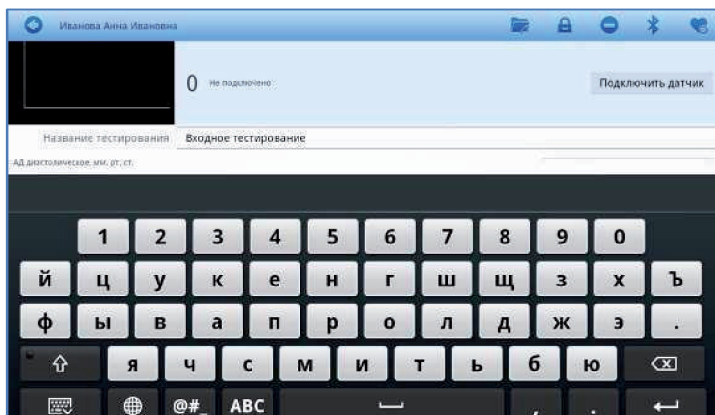 Иванова Анна Ивановна
0 Не подключено
Подключить датчик
Название тестирования Входное тестирование
АД диастолическое, мм. рт. ст.
1 2 3 4 5 6 7 8 9 0
й ц у к е н г ш щ з х ъ
ф ы в а п р о л д ж э .
я ч с м и т ь б ю
@#_ ABC , .